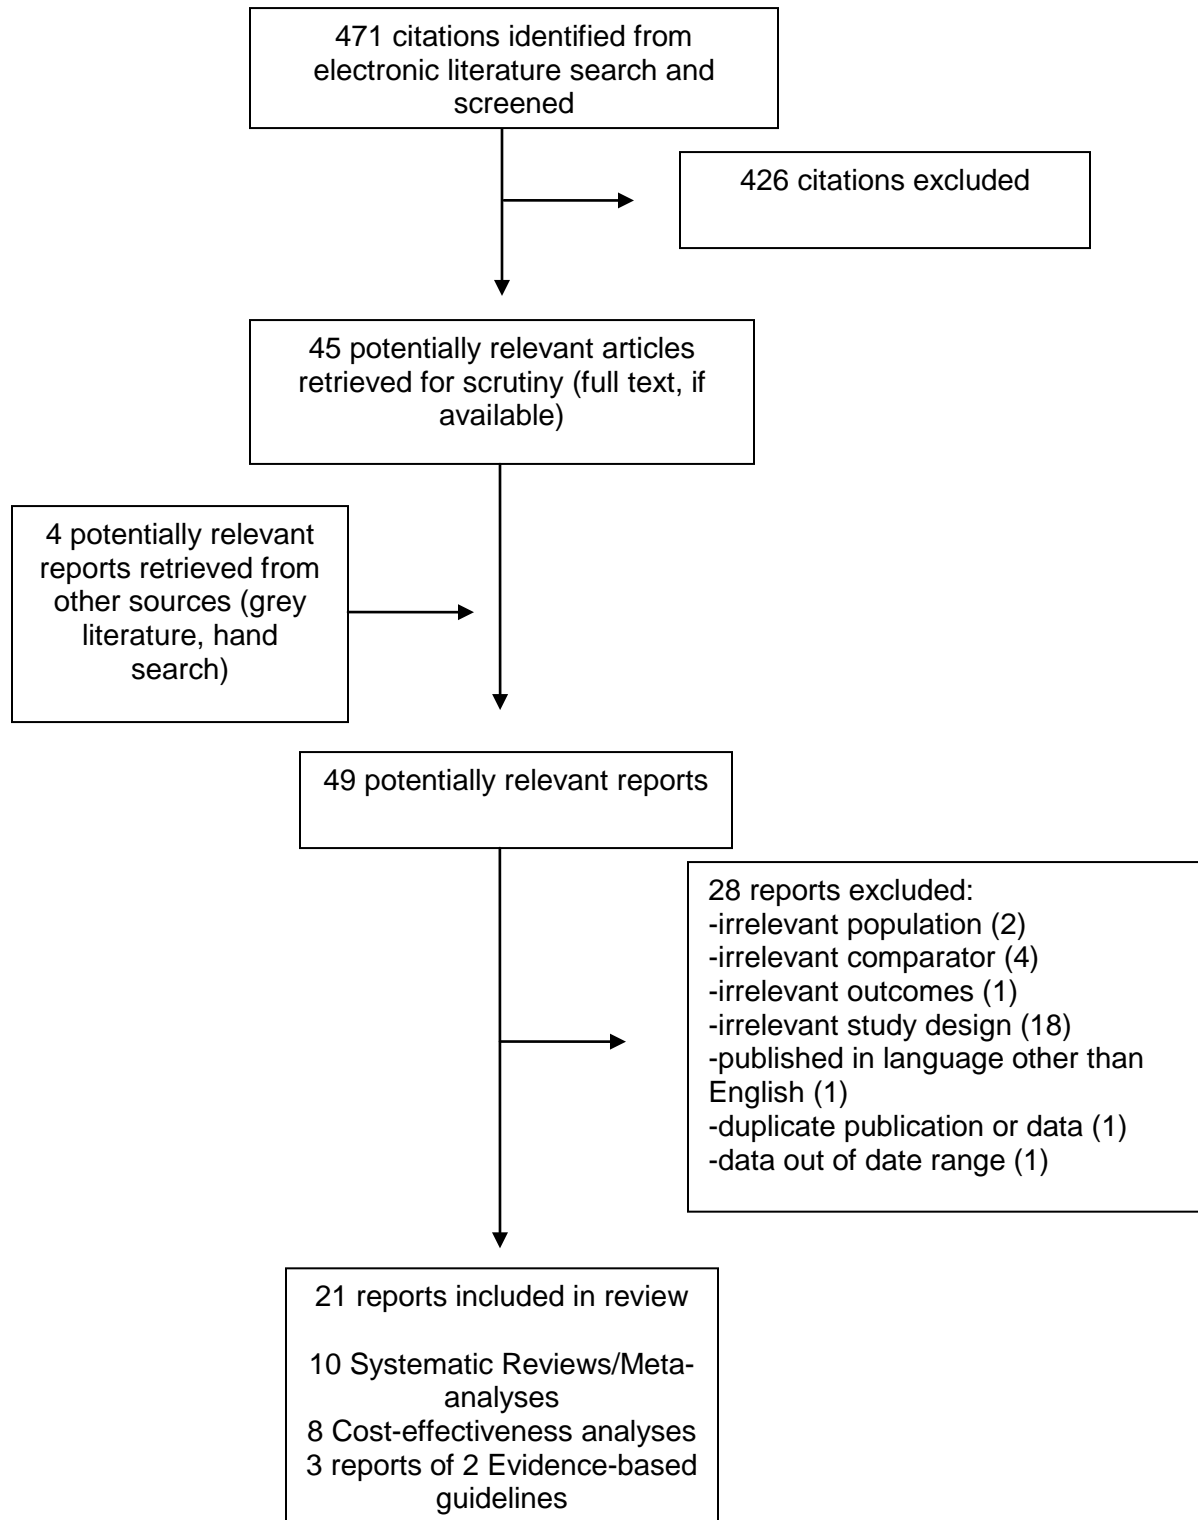 471 citations identified from
electronic literature search and
screened
426 citations excluded
45 potentially relevant articles
retrieved for scrutiny (full text, if
available)
4 potentially relevant
reports retrieved from
other sources (grey
literature, hand
search)
49 potentially relevant reports
28 reports excluded:
-irrelevant population (2)
-irrelevant comparator (4)
-irrelevant outcomes (1)
-irrelevant study design (18)
-published in language other than
English (1)
-duplicate publication or data (1)
-data out of date range (1)
21 reports included in review
10 Systematic Reviews/Meta-
analyses
8 Cost-effectiveness analyses
3 reports of 2 Evidence-based
guidelines